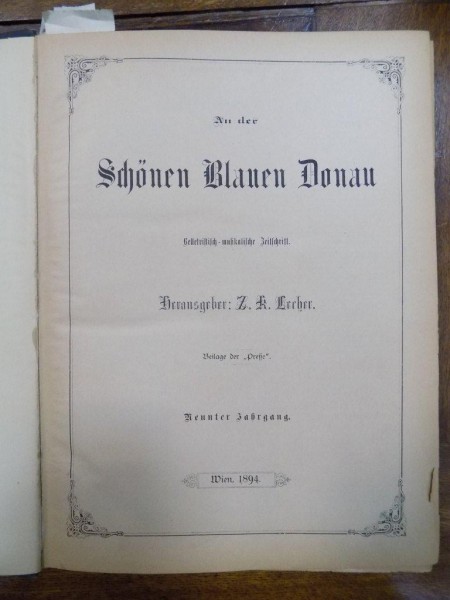 An der
Schönen Blauen Donau
Belletristisch-musikalische Zeitschrift.
Herausgeber: Z. K. Lecher.
Beilage der „Presse“.
Neunter Jahrgang.
Wien, 1894.